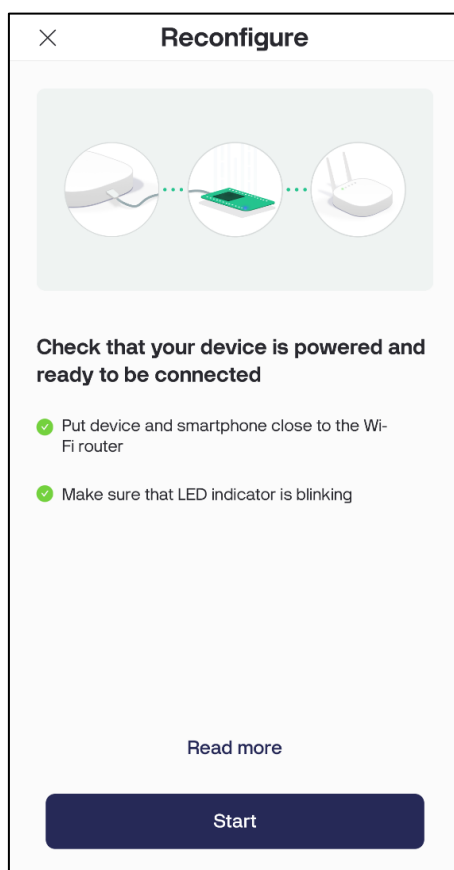 Reconfigure
Check that your device is powered and
ready to be connected
Put device and smartphone close to the Wi-
Fi router
Make sure that LED indicator is blinking
Read more
Start